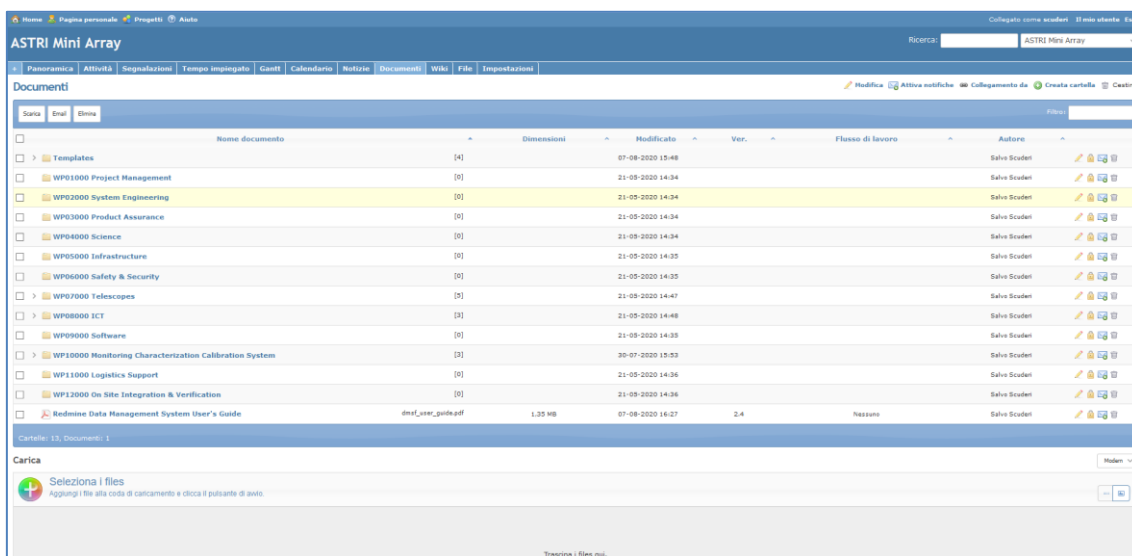 Home Pagina personale Progetti Aiuto Collegato come scuderi Il mio utente
ASTRI Mini Array Ricerca: ASTRI Mini Array
+ Panoramica Attività Segnalazioni Tempo impiegato Gantt Calendario Notizie Documenti Wiki File Impostazioni
Documenti Modifica Attiva notifiche Collegamento da Creata cartella
Scarica Email Elimina Filtro:
Nome documento Dimensioni Modificato Ver. Flusso di lavoro Autore
Templates [4] 07-08-2020 15:48 Salvo Scuderi
WP01000 Project Management [0] 21-05-2020 14:34 Salvo Scuderi
WP02000 System Engineering [0] 21-05-2020 14:34 Salvo Scuderi
WP03000 Product Assurance [0] 21-05-2020 14:34 Salvo Scuderi
WP04000 Science [0] 21-05-2020 14:34 Salvo Scuderi
WP05000 Infrastructure [0] 21-05-2020 14:35 Salvo Scuderi
WP06000 Safety & Security [0] 21-05-2020 14:35 Salvo Scuderi
WP07000 Telescopes [5] 21-05-2020 14:47 Salvo Scuderi
WP08000 ICT [3] 21-05-2020 14:48 Salvo Scuderi
WP09000 Software [0] 21-05-2020 14:35 Salvo Scuderi
WP10000 Monitoring Characterization Calibration System [3] 30-07-2020 15:53 Salvo Scuderi
WP11000 Logistics Support [0] 21-05-2020 14:36 Salvo Scuderi
WP12000 On Site Integration & Verification [0] 21-05-2020 14:36 Salvo Scuderi
Redmine Data Management System User's Guide dmsf_user_guide.pdf 1.35 MB 07-08-2020 16:27 2.4 Nessuno Salvo Scuderi
Cartelle: 13, Documenti: 1
Carica Modern
Seleziona i files
Aggiungi i file alla coda di caricamento e clicca il pulsante di avvio.
Trascina i files qui.